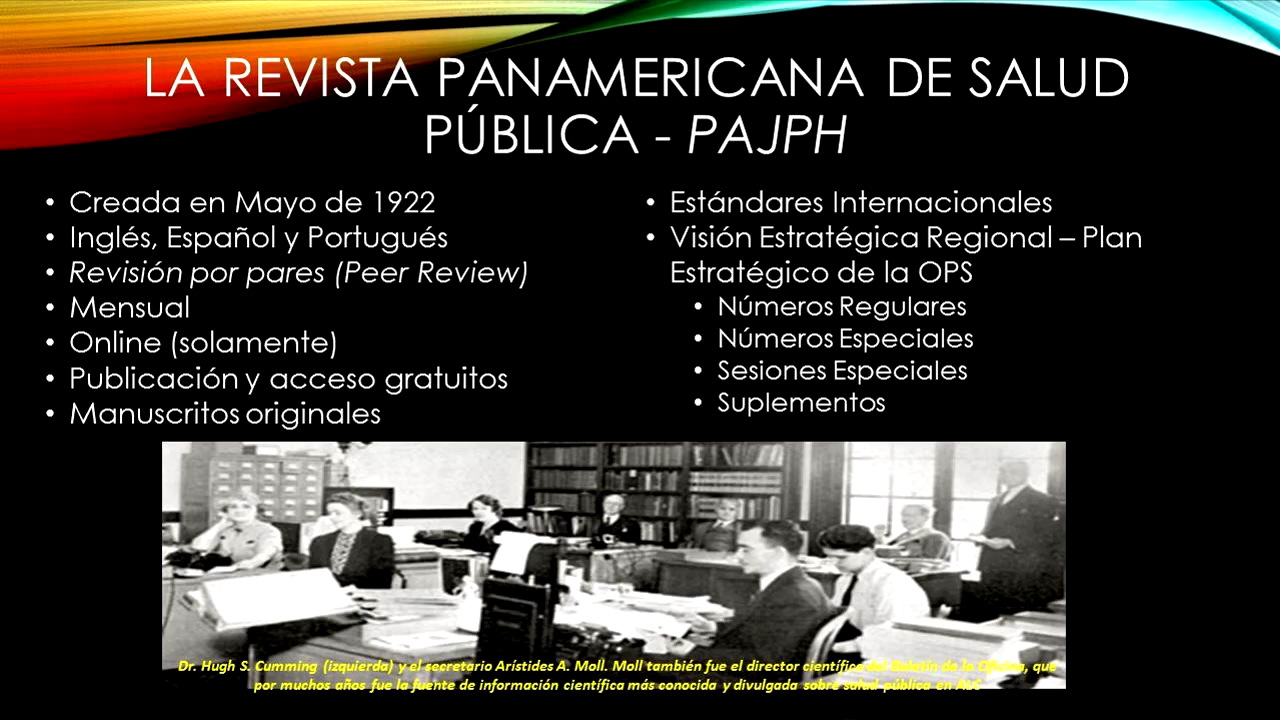 LA REVISTA PANAMERICANA DE SALUD
PÚBLICA - PAJPH
• Creada en Mayo de 1922
• Inglés, Español y Portugués
• Revisión por pares (Peer Review)
• Mensual
• Online (solamente)
• Publicación y acceso gratuitos
• Manuscritos originales
• Estándares Internacionales
• Visión Estratégica Regional – Plan
Estratégico de la OPS
• Números Regulares
• Números Especiales
• Sesiones Especiales
• Suplementos
Dr. Hugh S. Cumming (izquierda) y el secretario Arístides A. Moll. Moll también fue el director científico del Boletín de la Oficina, que
por muchos años fue la fuente de información científica más conocida y divulgada sobre salud pública en ALC